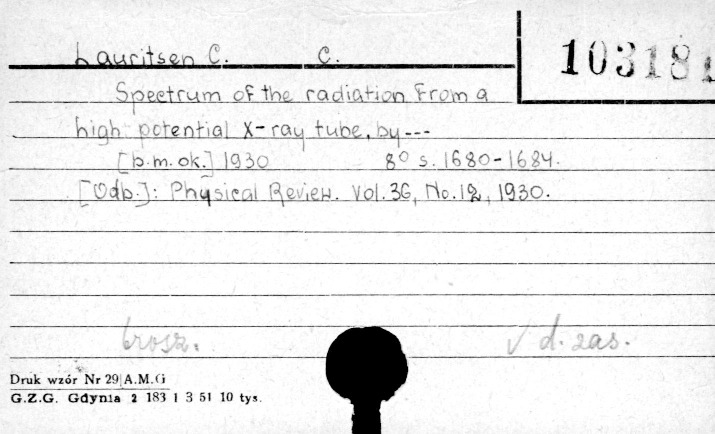 Lauritsen C. C.
103181
Spectrum of the radiation from a
high potential X-ray tube, by ---
[b.m.ok.] 1930 8° s. 1680-1684.
[Odb.]: Physical Review. Vol. 36, No. 12, 1930.
brosz. √ d. zas.
Druk wzór Nr 29 A.M.G
G.Z.G. Gdynia 2 183 1 3 51 10 tys.